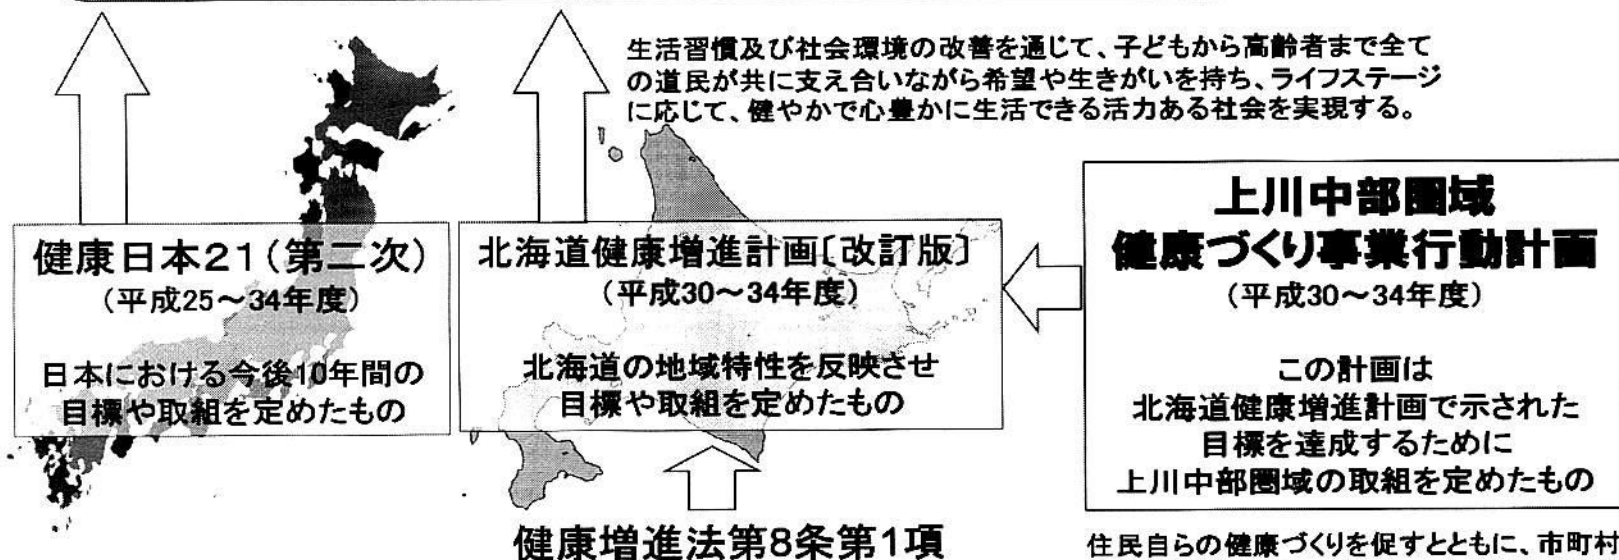 生活習慣及び社会環境の改善を通じて、子どもから高齢者まで全て
の道民が共に支え合いながら希望や生きがいを持ち、ライフステージ
に応じて、健やかで心豊かに生活できる活力ある社会を実現する。
健康日本21(第二次)
(平成25~34年度)
日本における今後10年間の
目標や取組を定めたもの
北海道健康増進計画〔改訂版〕
(平成30~34年度)
北海道の地域特性を反映させ
目標や取組を定めたもの
上川中部圏域
健康づくり事業行動計画
(平成30~34年度)
この計画は
北海道健康増進計画で示された
目標を達成するために
上川中部圏域の取組を定めたもの
健康増進法第8条第1項
住民自らの健康づくりを促すとともに、市町村